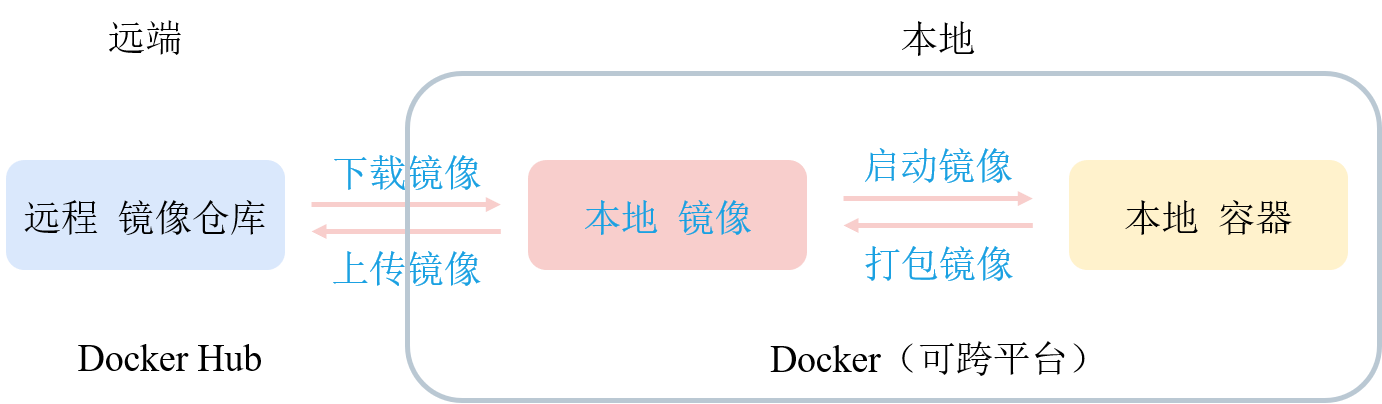 远端
本地
下载镜像
启动镜像
远程 镜像仓库
本地 镜像
本地 容器
上传镜像
打包镜像
Docker Hub
Docker（可跨平台）